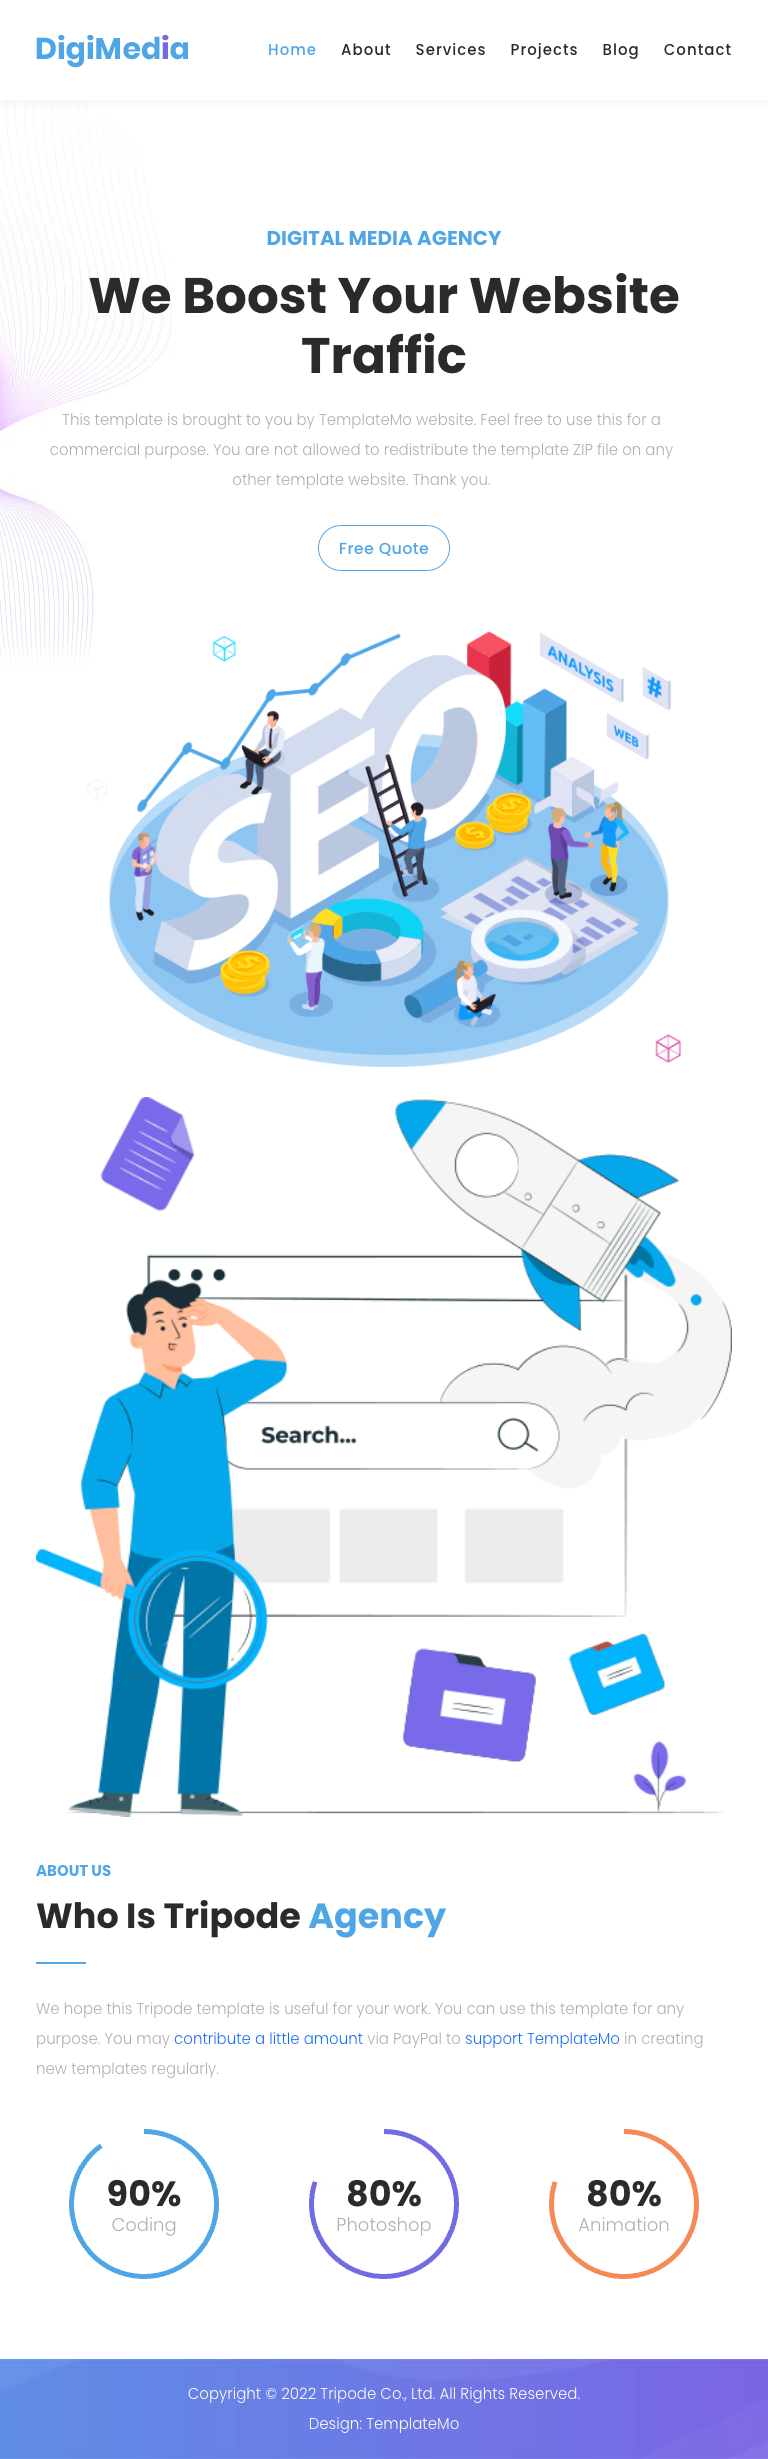 DigiMedia
Home About Services Projects Blog Contact
DIGITAL MEDIA AGENCY
We Boost Your Website
Traffic
This template is brought to you by TemplateMo website. Feel free to use this for a
commercial purpose. You are not allowed to redistribute the template ZIP file on any
other template website. Thank you.
Free Quote
ANALYSIS
#
WEB
SEO
Search...
ABOUT US
Who Is Tripode Agency
We hope this Tripode template is useful for your work. You can use this template for any
purpose. You may contribute a little amount via PayPal to support TemplateMo in creating
new templates regularly.
90% 80% 80%
Coding Photoshop Animation
Copyright © 2022 Tripode Co., Ltd. All Rights Reserved.
Design: TemplateMo